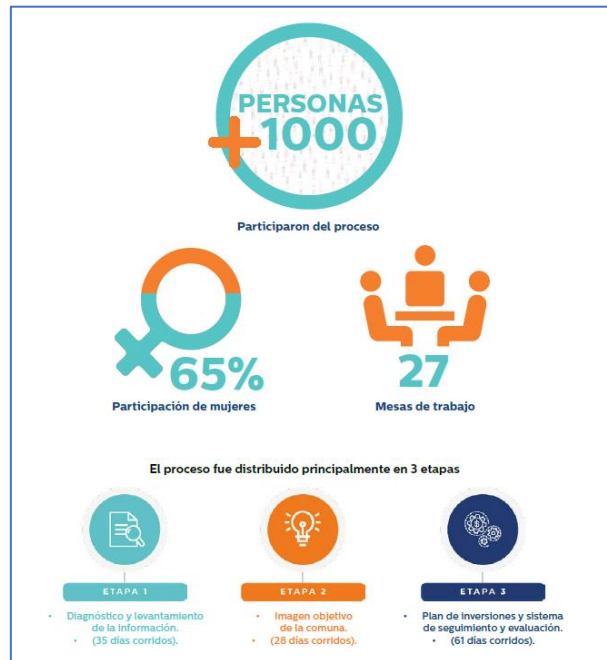 PERSONAS
+1000
Participaron del proceso
65%
Participación de mujeres
27
Mesas de trabajo
El proceso fue distribuido principalmente en 3 etapas
ETAPA 1
• Diagnóstico y levantamiento
de la información.
• (35 días corridos).
ETAPA 2
• Imagen objetivo
de la comuna.
• (28 días corridos).
ETAPA 3
• Plan de inversiones y sistema
de seguimiento y evaluación.
• (61 días corridos).